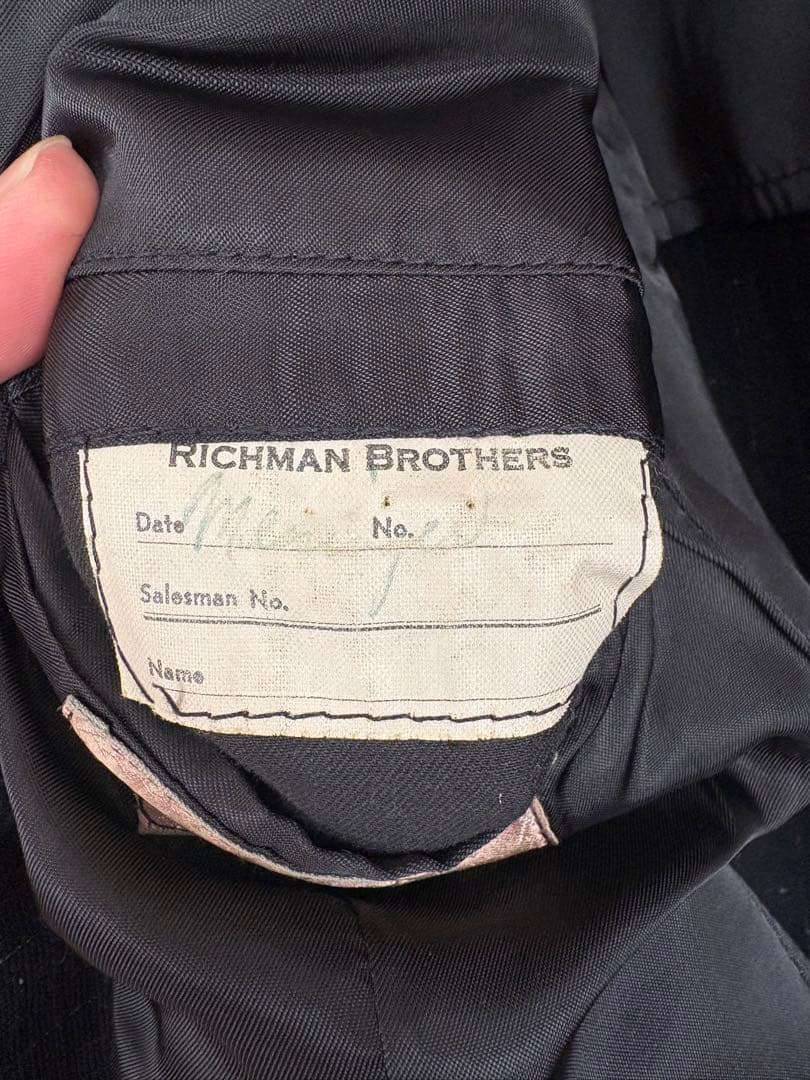 RICHMAN BROTHERS
Date No.
Salesman No.
Name